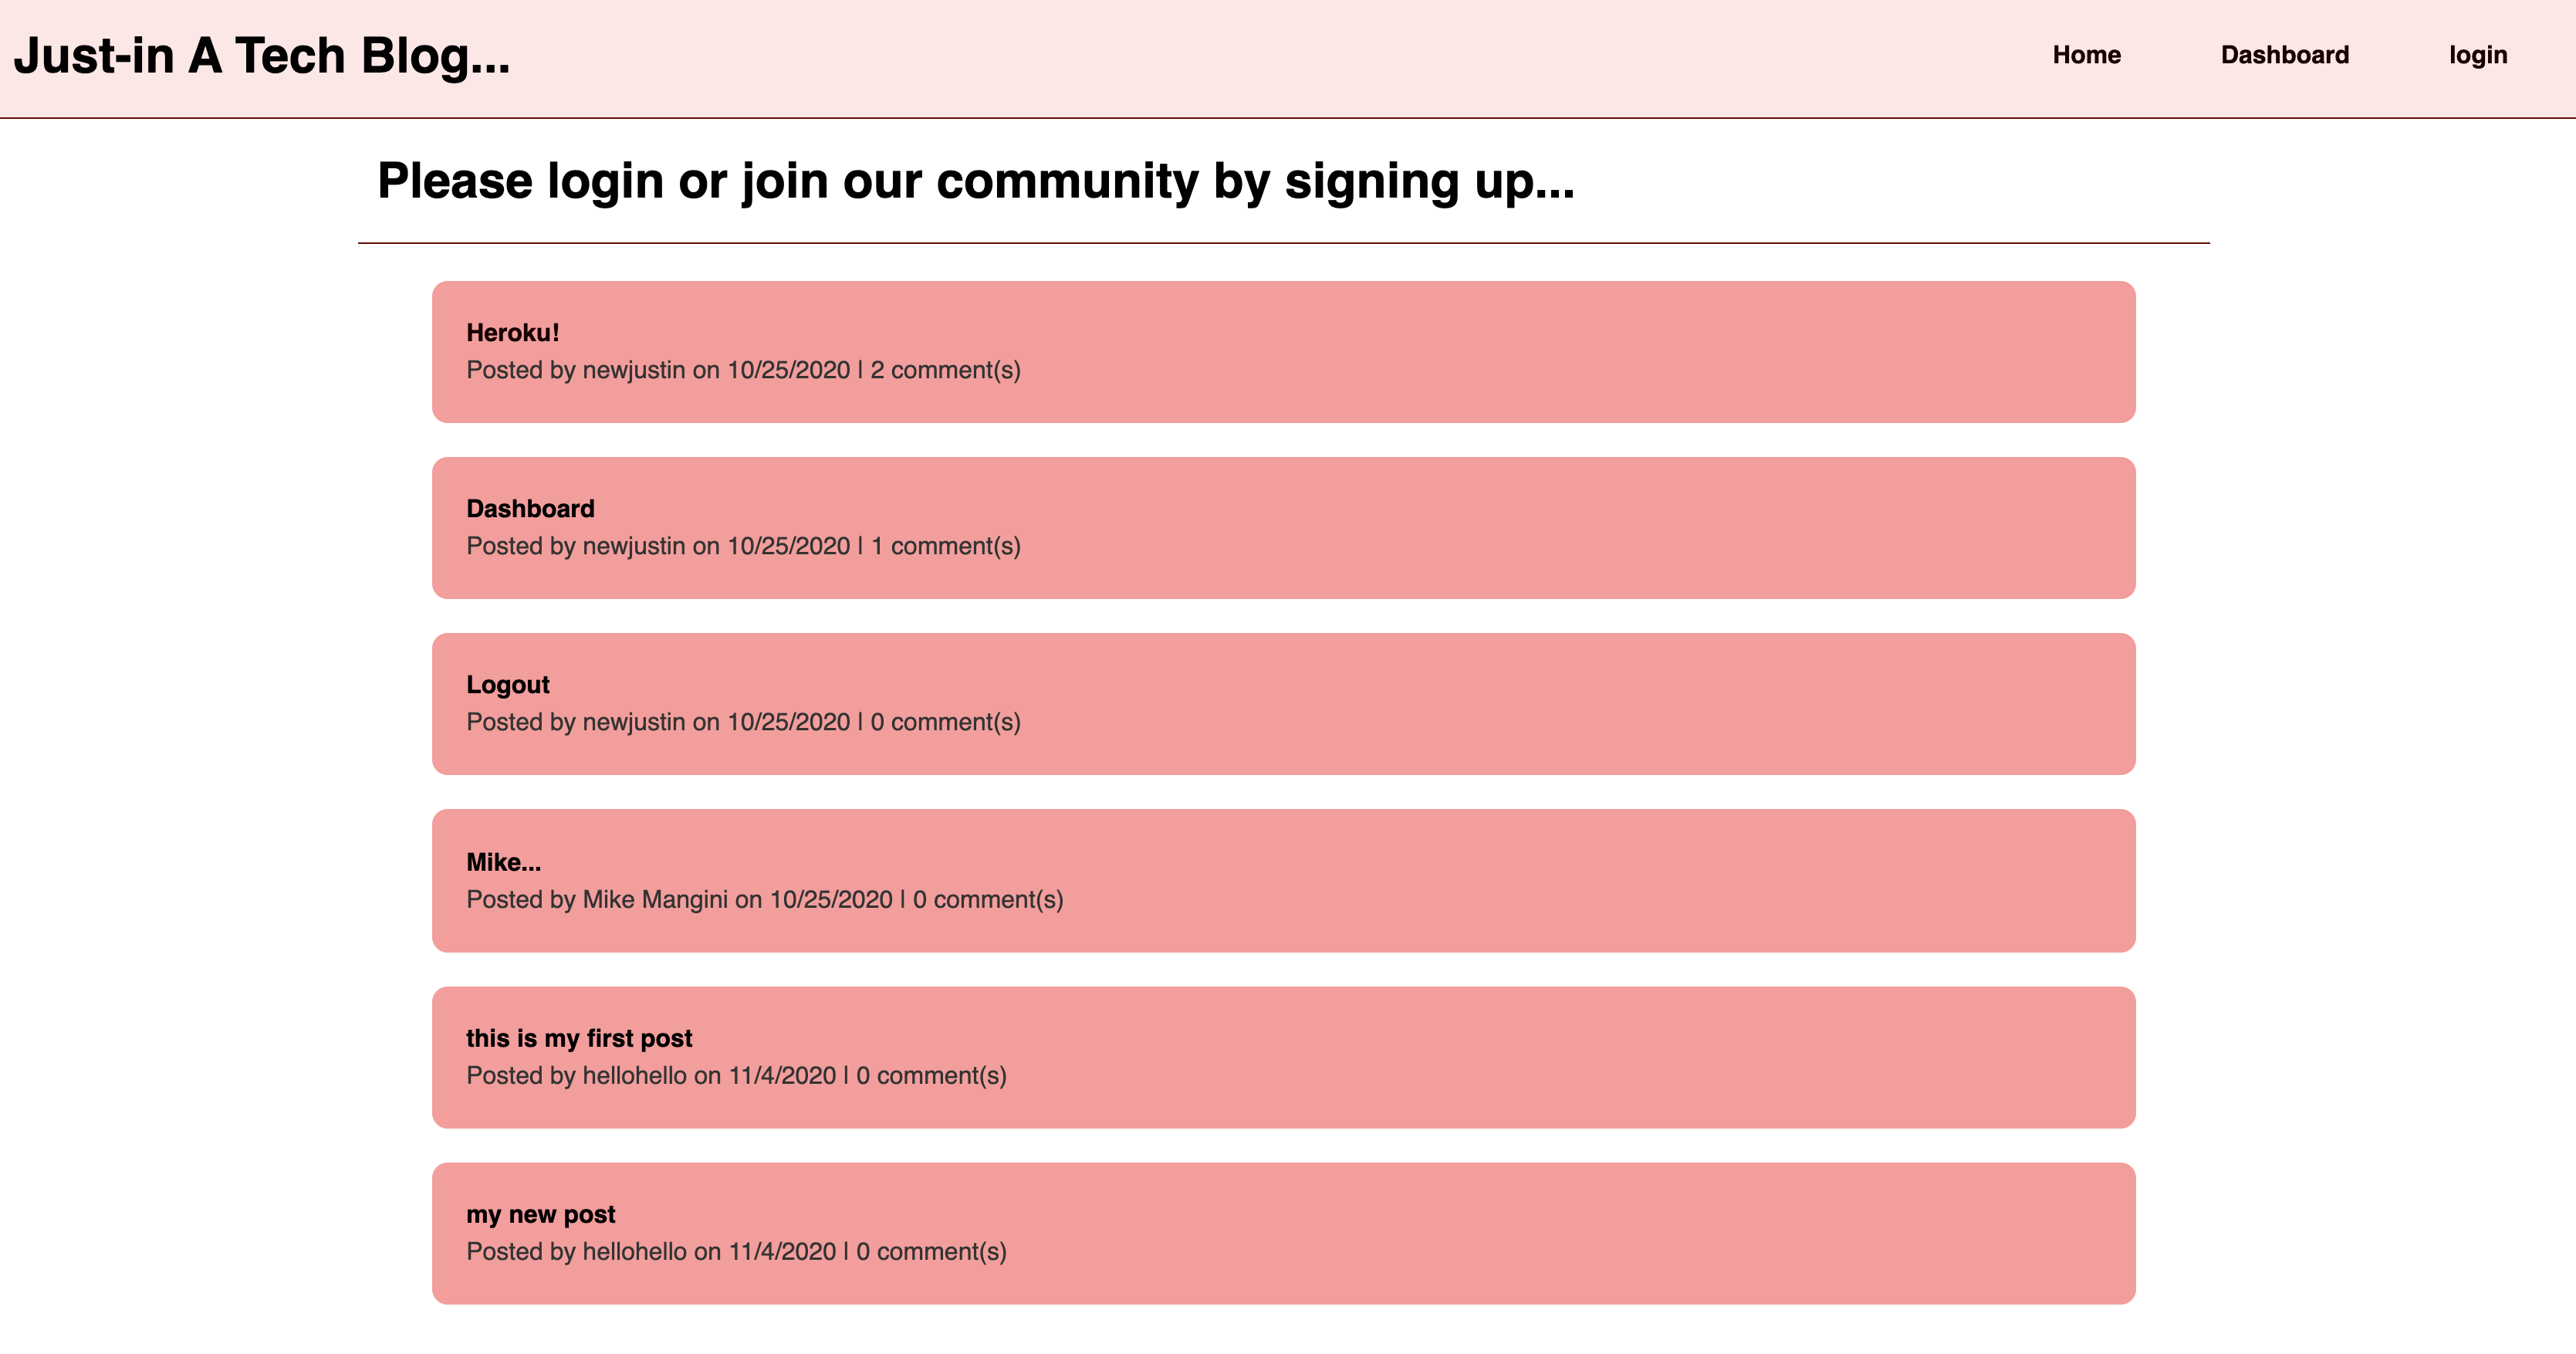 Just-in A Tech Blog...
Home Dashboard login
Please login or join our community by signing up...
Heroku!
Posted by newjustin on 10/25/2020 | 2 comment(s)
Dashboard
Posted by newjustin on 10/25/2020 | 1 comment(s)
Logout
Posted by newjustin on 10/25/2020 | 0 comment(s)
Mike...
Posted by Mike Mangini on 10/25/2020 | 0 comment(s)
this is my first post
Posted by hellohello on 11/4/2020 | 0 comment(s)
my new post
Posted by hellohello on 11/4/2020 | 0 comment(s)